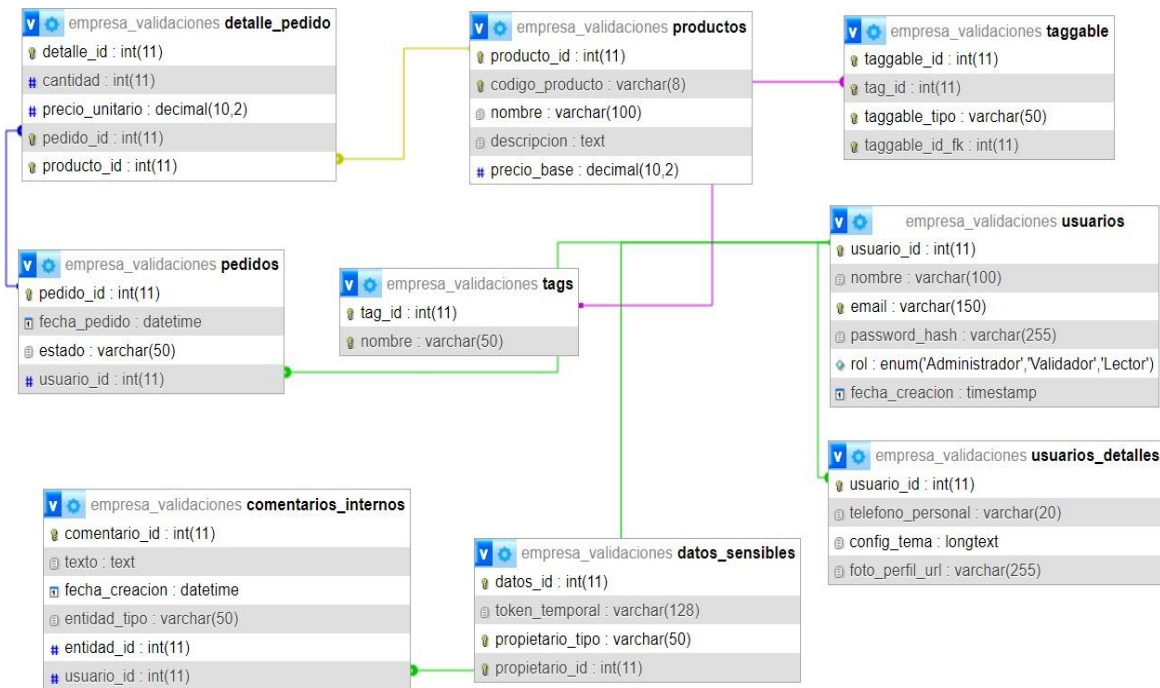 empresa_validaciones detalle_pedido
detalle_id : int(11)
# cantidad : int(11)
# precio_unitario : decimal(10,2)
pedido_id : int(11)
producto_id : int(11)
empresa_validaciones productos
producto_id : int(11)
codigo_producto : varchar(8)
nombre : varchar(100)
descripcion : text
# precio_base : decimal(10,2)
empresa_validaciones taggable
taggable_id : int(11)
tag_id : int(11)
taggable_tipo : varchar(50)
taggable_id_fk : int(11)
empresa_validaciones pedidos
pedido_id : int(11)
fecha_pedido : datetime
estado : varchar(50)
# usuario_id : int(11)
empresa_validaciones tags
tag_id : int(11)
nombre : varchar(50)
empresa_validaciones usuarios
usuario_id : int(11)
nombre : varchar(100)
email : varchar(150)
password_hash : varchar(255)
rol : enum('Administrador','Validador','Lector')
fecha_creacion : timestamp
empresa_validaciones usuarios_detalles
usuario_id : int(11)
telefono_personal : varchar(20)
config_tema : longtext
foto_perfil_url : varchar(255)
empresa_validaciones comentarios_internos
comentario_id : int(11)
texto : text
fecha_creacion : datetime
entidad_tipo : varchar(50)
# entidad_id : int(11)
# usuario_id : int(11)
empresa_validaciones datos_sensibles
datos_id : int(11)
token_temporal : varchar(128)
propietario_tipo : varchar(50)
propietario_id : int(11)